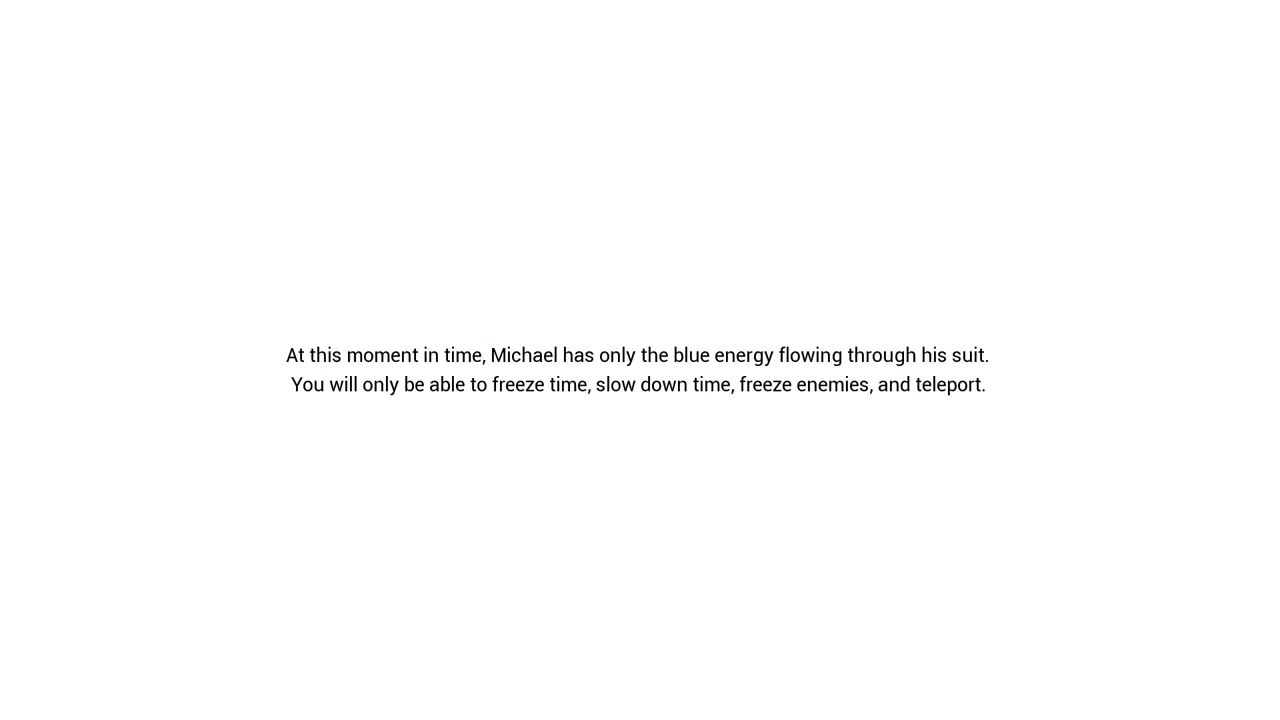 At this moment in time, Michael has only the blue energy flowing through his suit.
You will only be able to freeze time, slow down time, freeze enemies, and teleport.